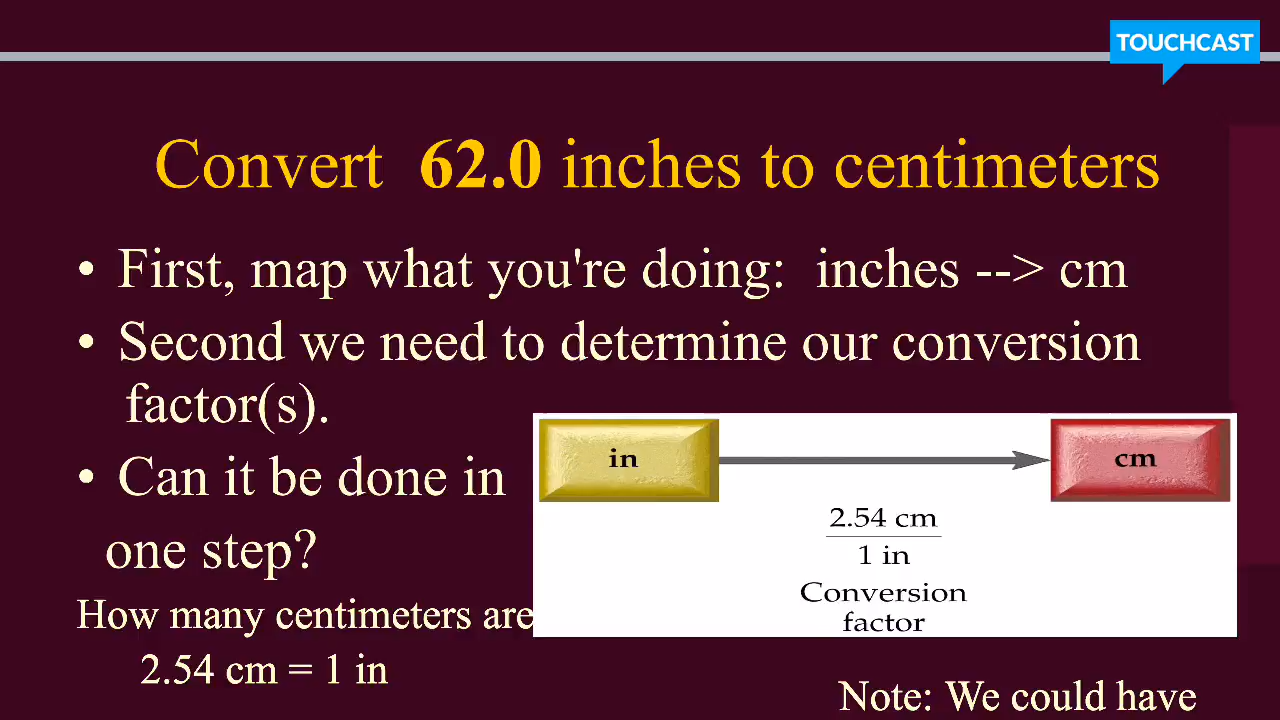 TOUCHCAST
Convert 62.0 inches to centimeters
• First, map what you're doing: inches --> cm
• Second we need to determine our conversion
factor(s).
• Can it be done in
one step?
How many centimeters are
2.54 cm = 1 in
in
cm
2.54 cm
1 in
Conversion
factor
Note: We could have